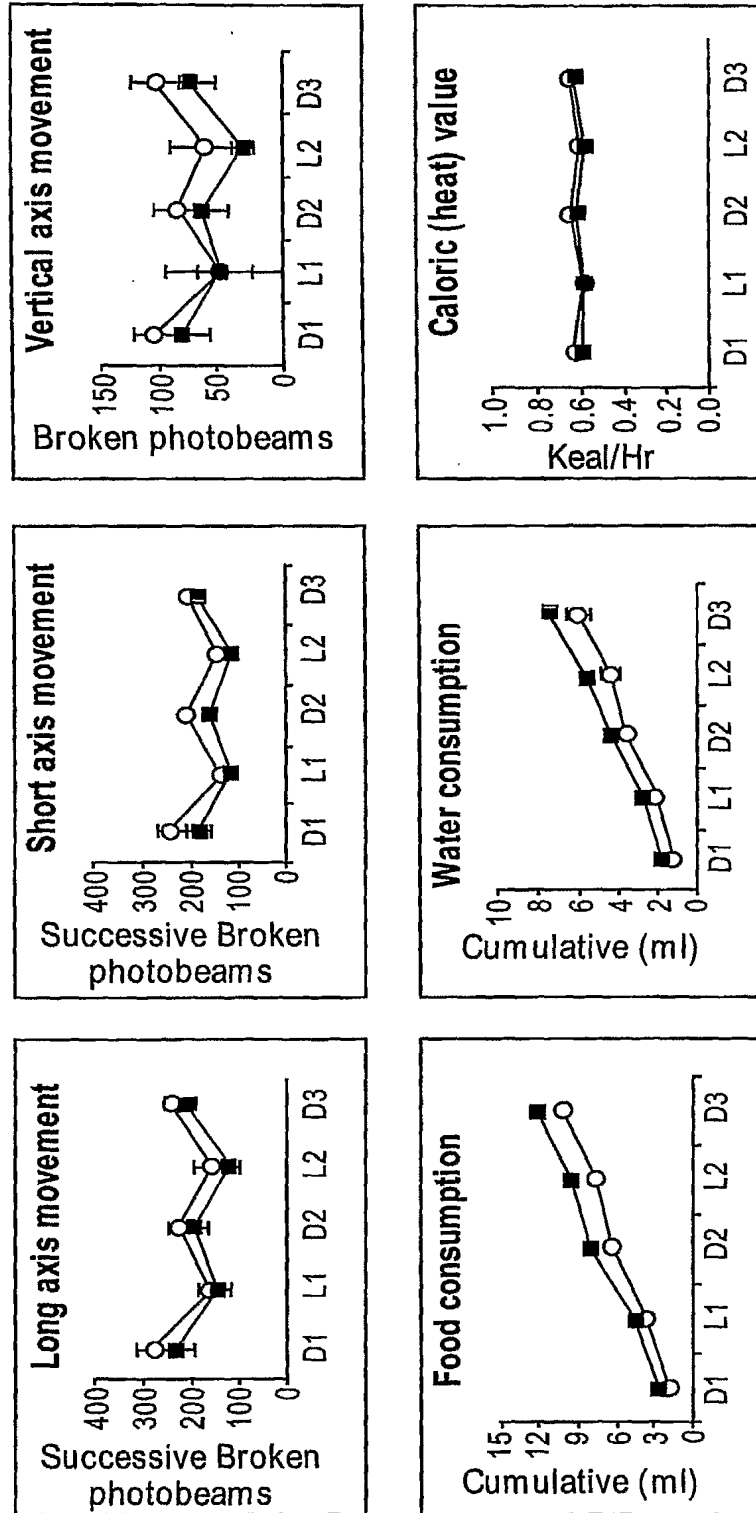 Long axis movement
Successive Broken
photobeams
400
300
200
100
0
D1 L1 D2 L2 D3
Short axis movement
Successive Broken
photobeams
400
300
200
100
0
D1 L1 D2 L2 D3
Vertical axis movement
Broken photobeams
150
100
50
0
D1 L1 D2 L2 D3
Food consumption
Cumulative (ml)
15
12
9
6
3
0
D1 L1 D2 L2 D3
Water consumption
Cumulative (ml)
10
8
6
4
2
0
D1 L1 D2 L2 D3
Caloric (heat) value
Keal/Hr
1.0
0.8
0.6
0.4
0.2
0.0
D1 L1 D2 L2 D3